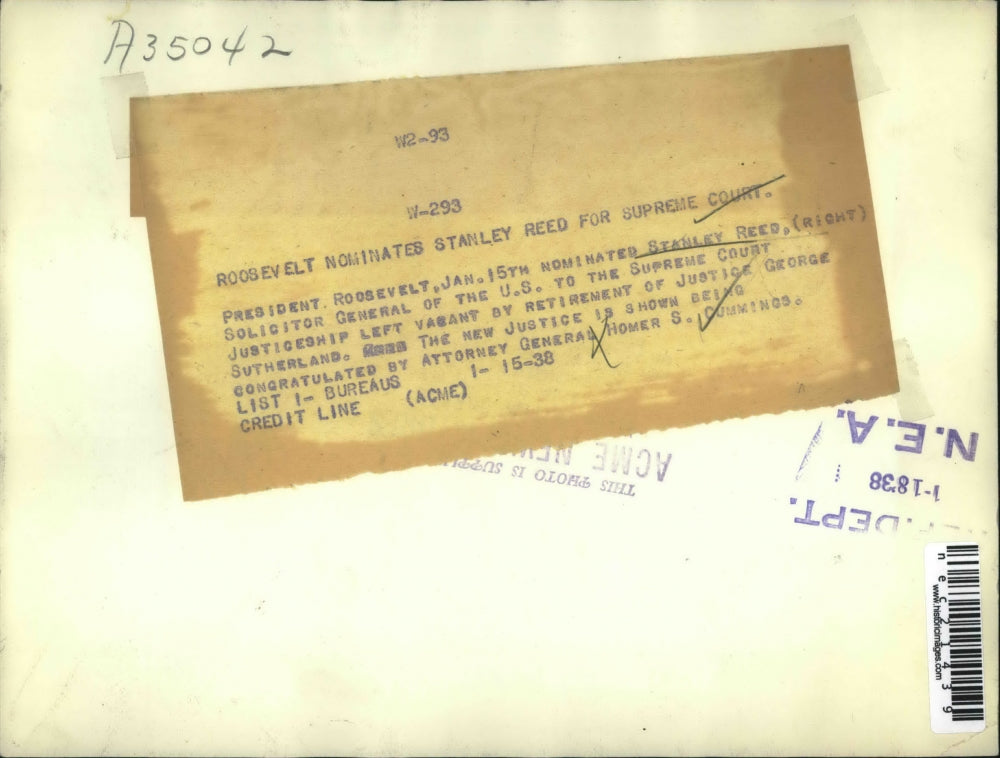 A35042
W2-93
W-293
ROOSEVELT NOMINATES STANLEY REED FOR SUPREME COURT.
PRESIDENT. ROOSEVELT, JAN. 15TH NOMINATED STANLEY REED, (RIGHT)
SOLICITOR GENERAL OF THE U.S. TO THE SUPREME COURT
JUSTICESHIP LEFT VACANT BY RETIREMENT OF JUSTICE GEORGE
SUTHERLAND. THE NEW JUSTICE IS SHOWN BEING
CONGRATULATED BY ATTORNEY GENERAL HOMER S. CUMMINGS.
LIST 1- BUREAUS 1- 15-38
CREDIT LINE (ACME)
THIS PHOTO IS
ACME
DEPT.
1-18'38
N.E.A.
nec21439
www.historicimages.com